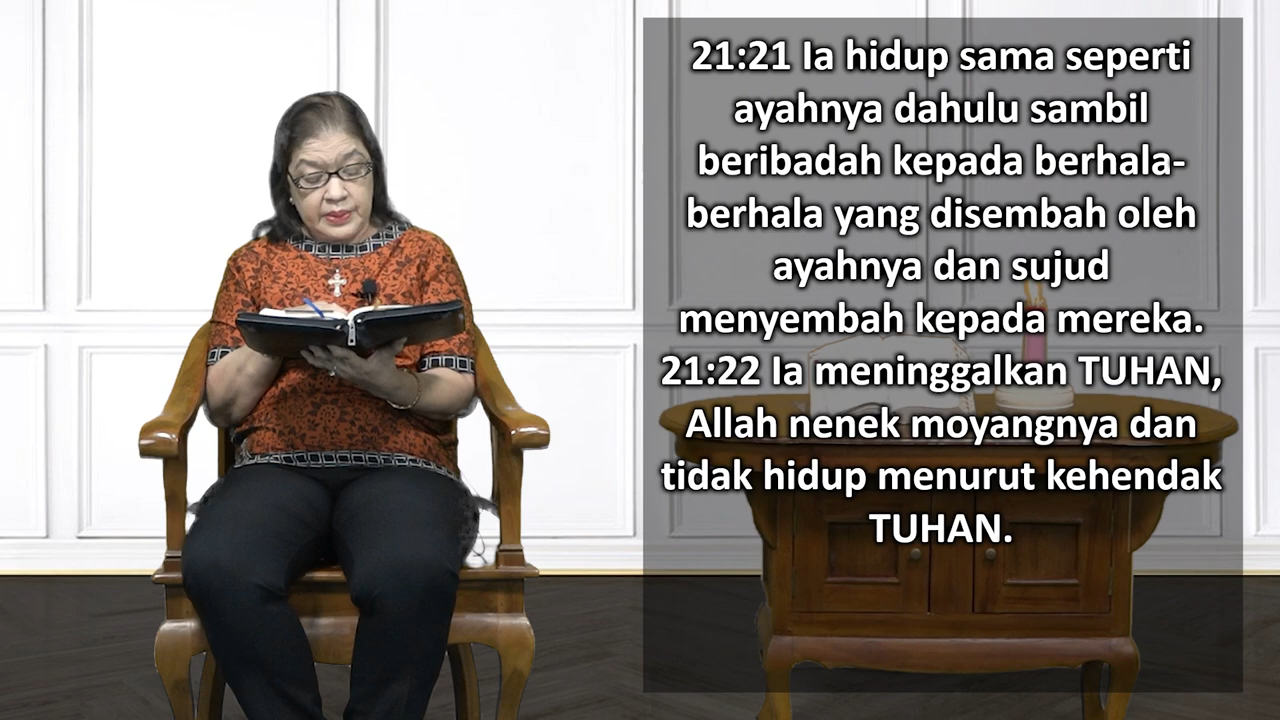 21:21 Ia hidup sama seperti
ayahnya dahulu sambil
beribadah kepada berhala-
berhala yang disembah oleh
ayahnya dan sujud
menyembah kepada mereka.
21:22 Ia meninggalkan TUHAN,
Allah nenek moyangnya dan
tidak hidup menurut kehendak
TUHAN.